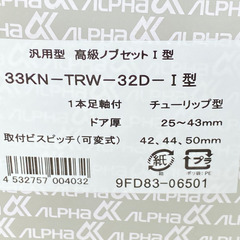 ALPHA ALPHA ALPHA
汎用型 高級ノブセットⅠ型
33KN-TRW-32D-Ⅰ型
1本足軸付 チューリップ型
ドア厚 25~43mm
取付ビスピッチ(可変式) 42、44、50mm
4 532757 004032
紙
プラ
9FD83-06501
ALPHA ALPHA